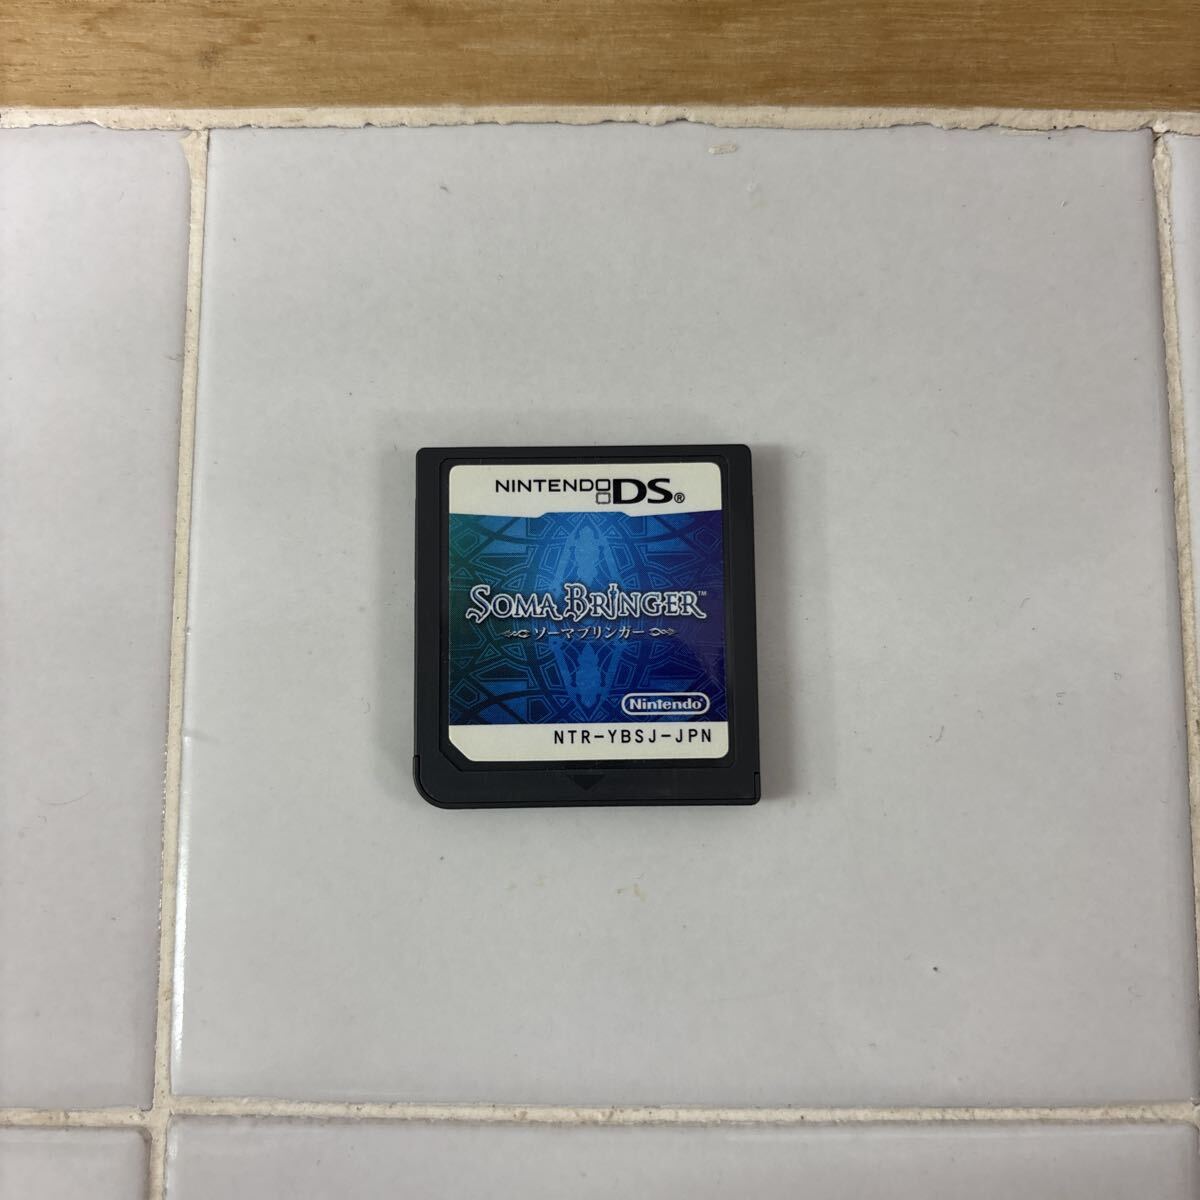 NINTENDO DS®
SOMA BRINGER™
ソーマブリンガー
Nintendo
NTR-YBSJ-JPN